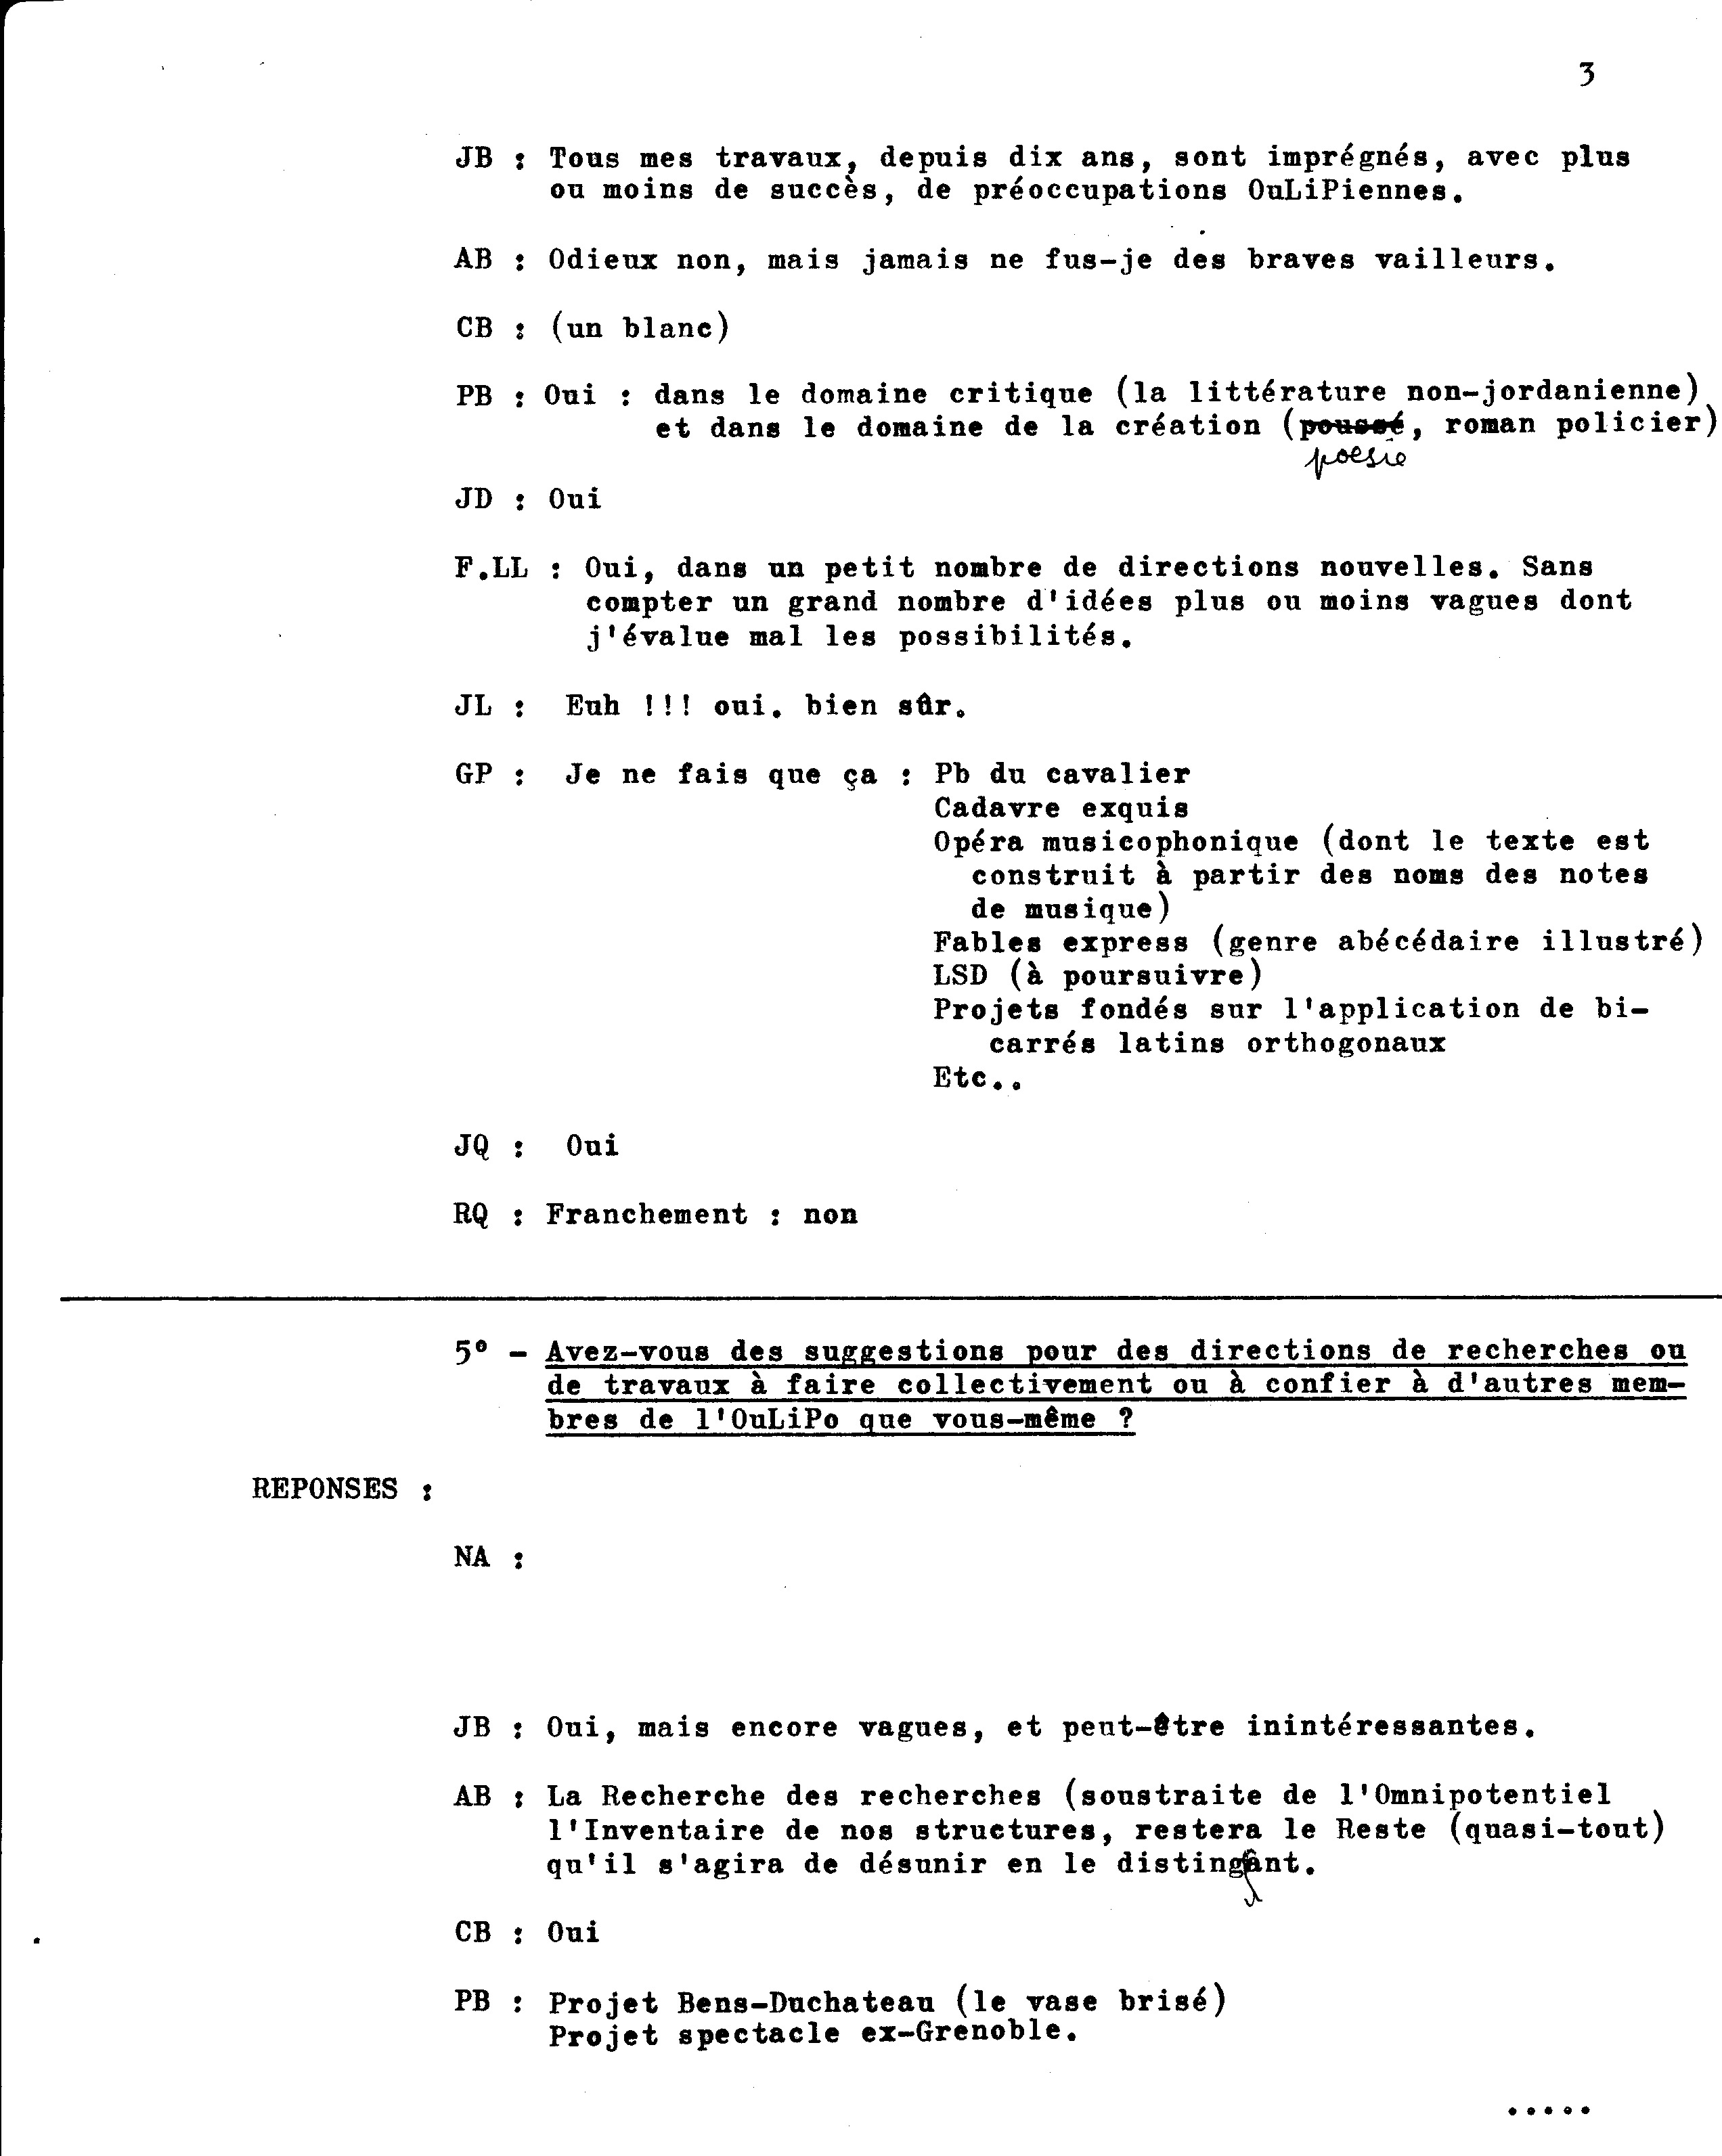 3
JB : Tous mes travaux, depuis dix ans, sont imprégnés, avec plus
ou moins de succès, de préoccupations OuLiPiennes.
AB : Odieux non, mais jamais ne fus-je des braves vailleurs.
CB : (un blanc)
PB : Oui : dans le domaine critique (la littérature non-jordanienne)
et dans le domaine de la création (poussé, roman policier)
poésie
JD : Oui
F.LL : Oui, dans un petit nombre de directions nouvelles. Sans
compter un grand nombre d'idées plus ou moins vagues dont
j'évalue mal les possibilités.
JL : Euh !!! oui. bien sûr.
GP : Je ne fais que ça : Pb du cavalier
Cadavre exquis
Opéra musicophonique (dont le texte est
construit à partir des noms des notes
de musique)
Fables express (genre abécédaire illustré)
LSD (à poursuivre)
Projets fondés sur l'application de bi-
carrés latins orthogonaux
Etc..
JQ : Oui
RQ : Franchement : non
5° - Avez-vous des suggestions pour des directions de recherches ou
de travaux à faire collectivement ou à confier à d'autres mem-
bres de l'OuLiPo que vous-même ?
REPONSES :
NA :
JB : Oui, mais encore vagues, et peut-être inintéressantes.
AB : La Recherche des recherches (soustraite de l'Omnipotentiel
l'Inventaire de nos structures, restera le Reste (quasi-tout)
qu'il s'agira de désunir en le distinguant.
CB : Oui
PB : Projet Bens-Duchateau (le vase brisé)
Projet spectacle ex-Grenoble.
.....